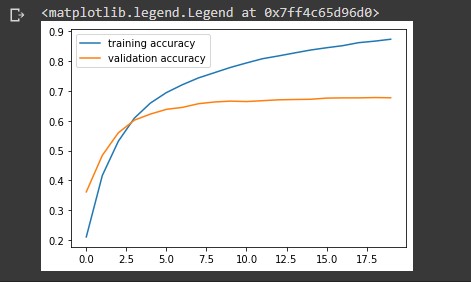 <matplotlib.legend.Legend at 0x7ff4c65d96d0>
0.9
training accuracy
validation accuracy
0.8
0.7
0.6
0.5
0.4
0.3
0.2
0.0 2.5 5.0 7.5 10.0 12.5 15.0 17.5